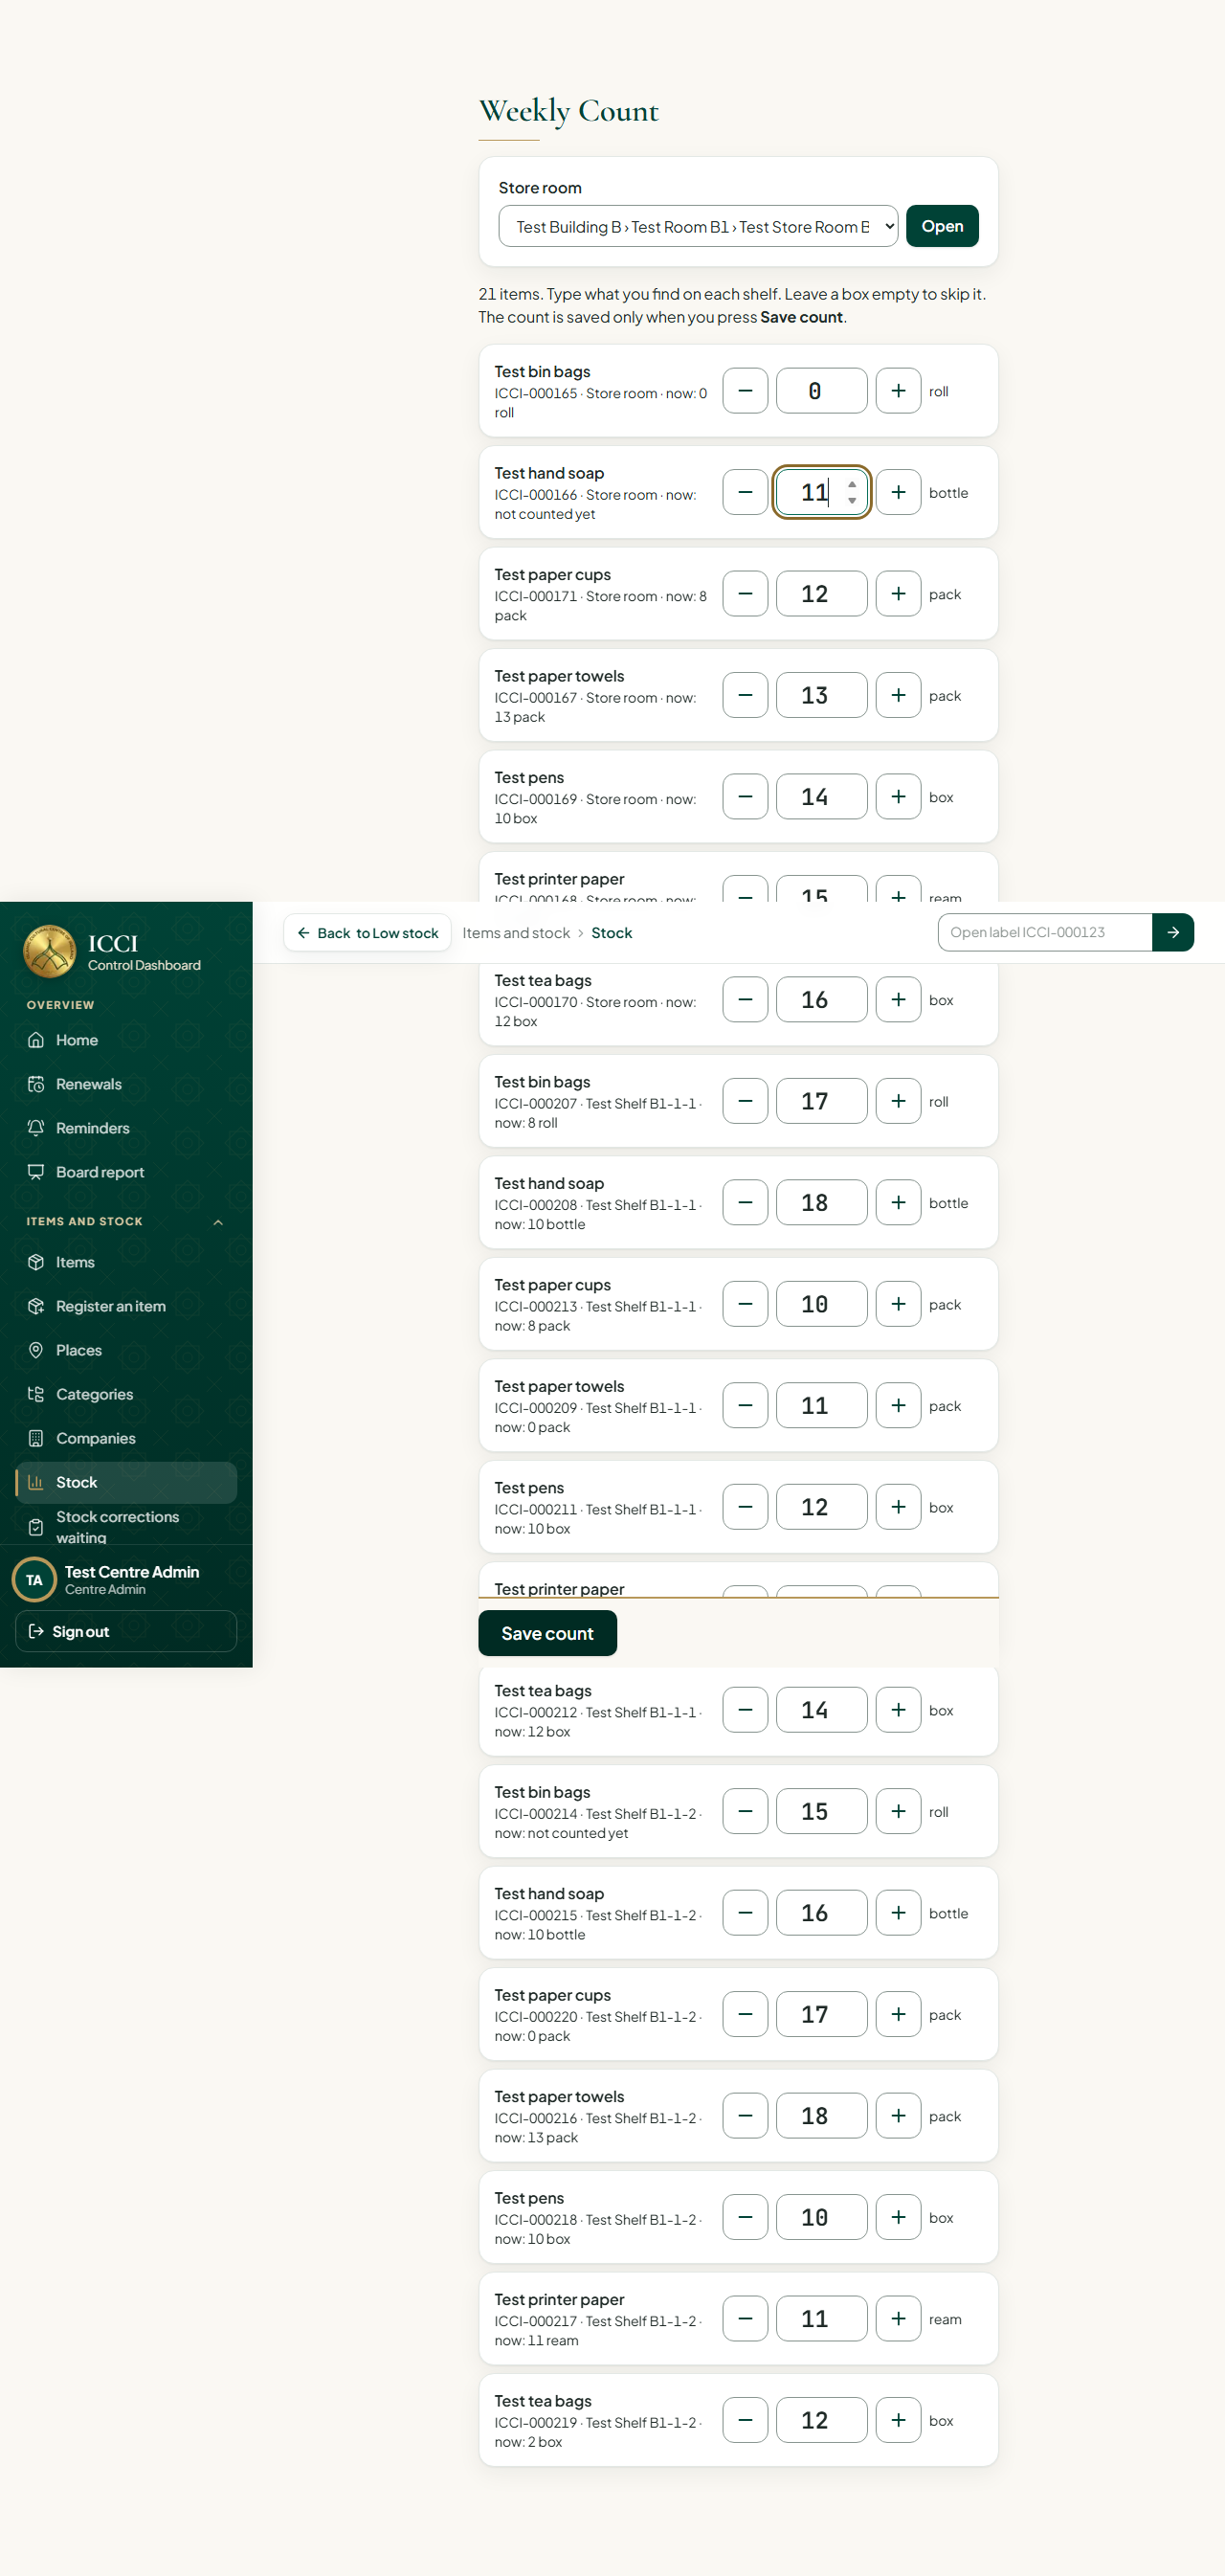 Weekly Count
Store room
Test Building B › Test Room B1 › Test Store Room B
Open
21 items. Type what you find on each shelf. Leave a box empty to skip it.
The count is saved only when you press Save count.
Test bin bags
ICCI-000165 · Store room · now: 0
roll
−
0
+
roll
Test hand soap
ICCI-000166 · Store room · now:
not counted yet
−
11
+
bottle
Test paper cups
ICCI-000171 · Store room · now: 8
pack
−
12
+
pack
Test paper towels
ICCI-000167 · Store room · now:
13 pack
−
13
+
pack
Test pens
ICCI-000169 · Store room · now:
10 box
−
14
+
box
Test printer paper
ICCI-000168 · Store room · now:
−
15
+
ream
ICCI
Control Dashboard
OVERVIEW
Home
Renewals
Reminders
Board report
ITEMS AND STOCK
Items
Register an item
Places
Categories
Companies
Stock
Stock corrections
waiting
TA
Test Centre Admin
Centre Admin
Sign out
← Back to Low stock
Items and stock › Stock
Open label ICCI-000123
→
Test tea bags
ICCI-000170 · Store room · now:
12 box
−
16
+
box
Test bin bags
ICCI-000207 · Test Shelf B1-1-1 ·
now: 8 roll
−
17
+
roll
Test hand soap
ICCI-000208 · Test Shelf B1-1-1 ·
now: 10 bottle
−
18
+
bottle
Test paper cups
ICCI-000213 · Test Shelf B1-1-1 ·
now: 8 pack
−
10
+
pack
Test paper towels
ICCI-000209 · Test Shelf B1-1-1 ·
now: 0 pack
−
11
+
pack
Test pens
ICCI-000211 · Test Shelf B1-1-1 ·
now: 10 box
−
12
+
box
Test printer paper
Save count
Test tea bags
ICCI-000212 · Test Shelf B1-1-1 ·
now: 12 box
−
14
+
box
Test bin bags
ICCI-000214 · Test Shelf B1-1-2 ·
now: not counted yet
−
15
+
roll
Test hand soap
ICCI-000215 · Test Shelf B1-1-2 ·
now: 10 bottle
−
16
+
bottle
Test paper cups
ICCI-000220 · Test Shelf B1-1-2 ·
now: 0 pack
−
17
+
pack
Test paper towels
ICCI-000216 · Test Shelf B1-1-2 ·
now: 13 pack
−
18
+
pack
Test pens
ICCI-000218 · Test Shelf B1-1-2 ·
now: 10 box
−
10
+
box
Test printer paper
ICCI-000217 · Test Shelf B1-1-2 ·
now: 11 ream
−
11
+
ream
Test tea bags
ICCI-000219 · Test Shelf B1-1-2 ·
now: 2 box
−
12
+
box